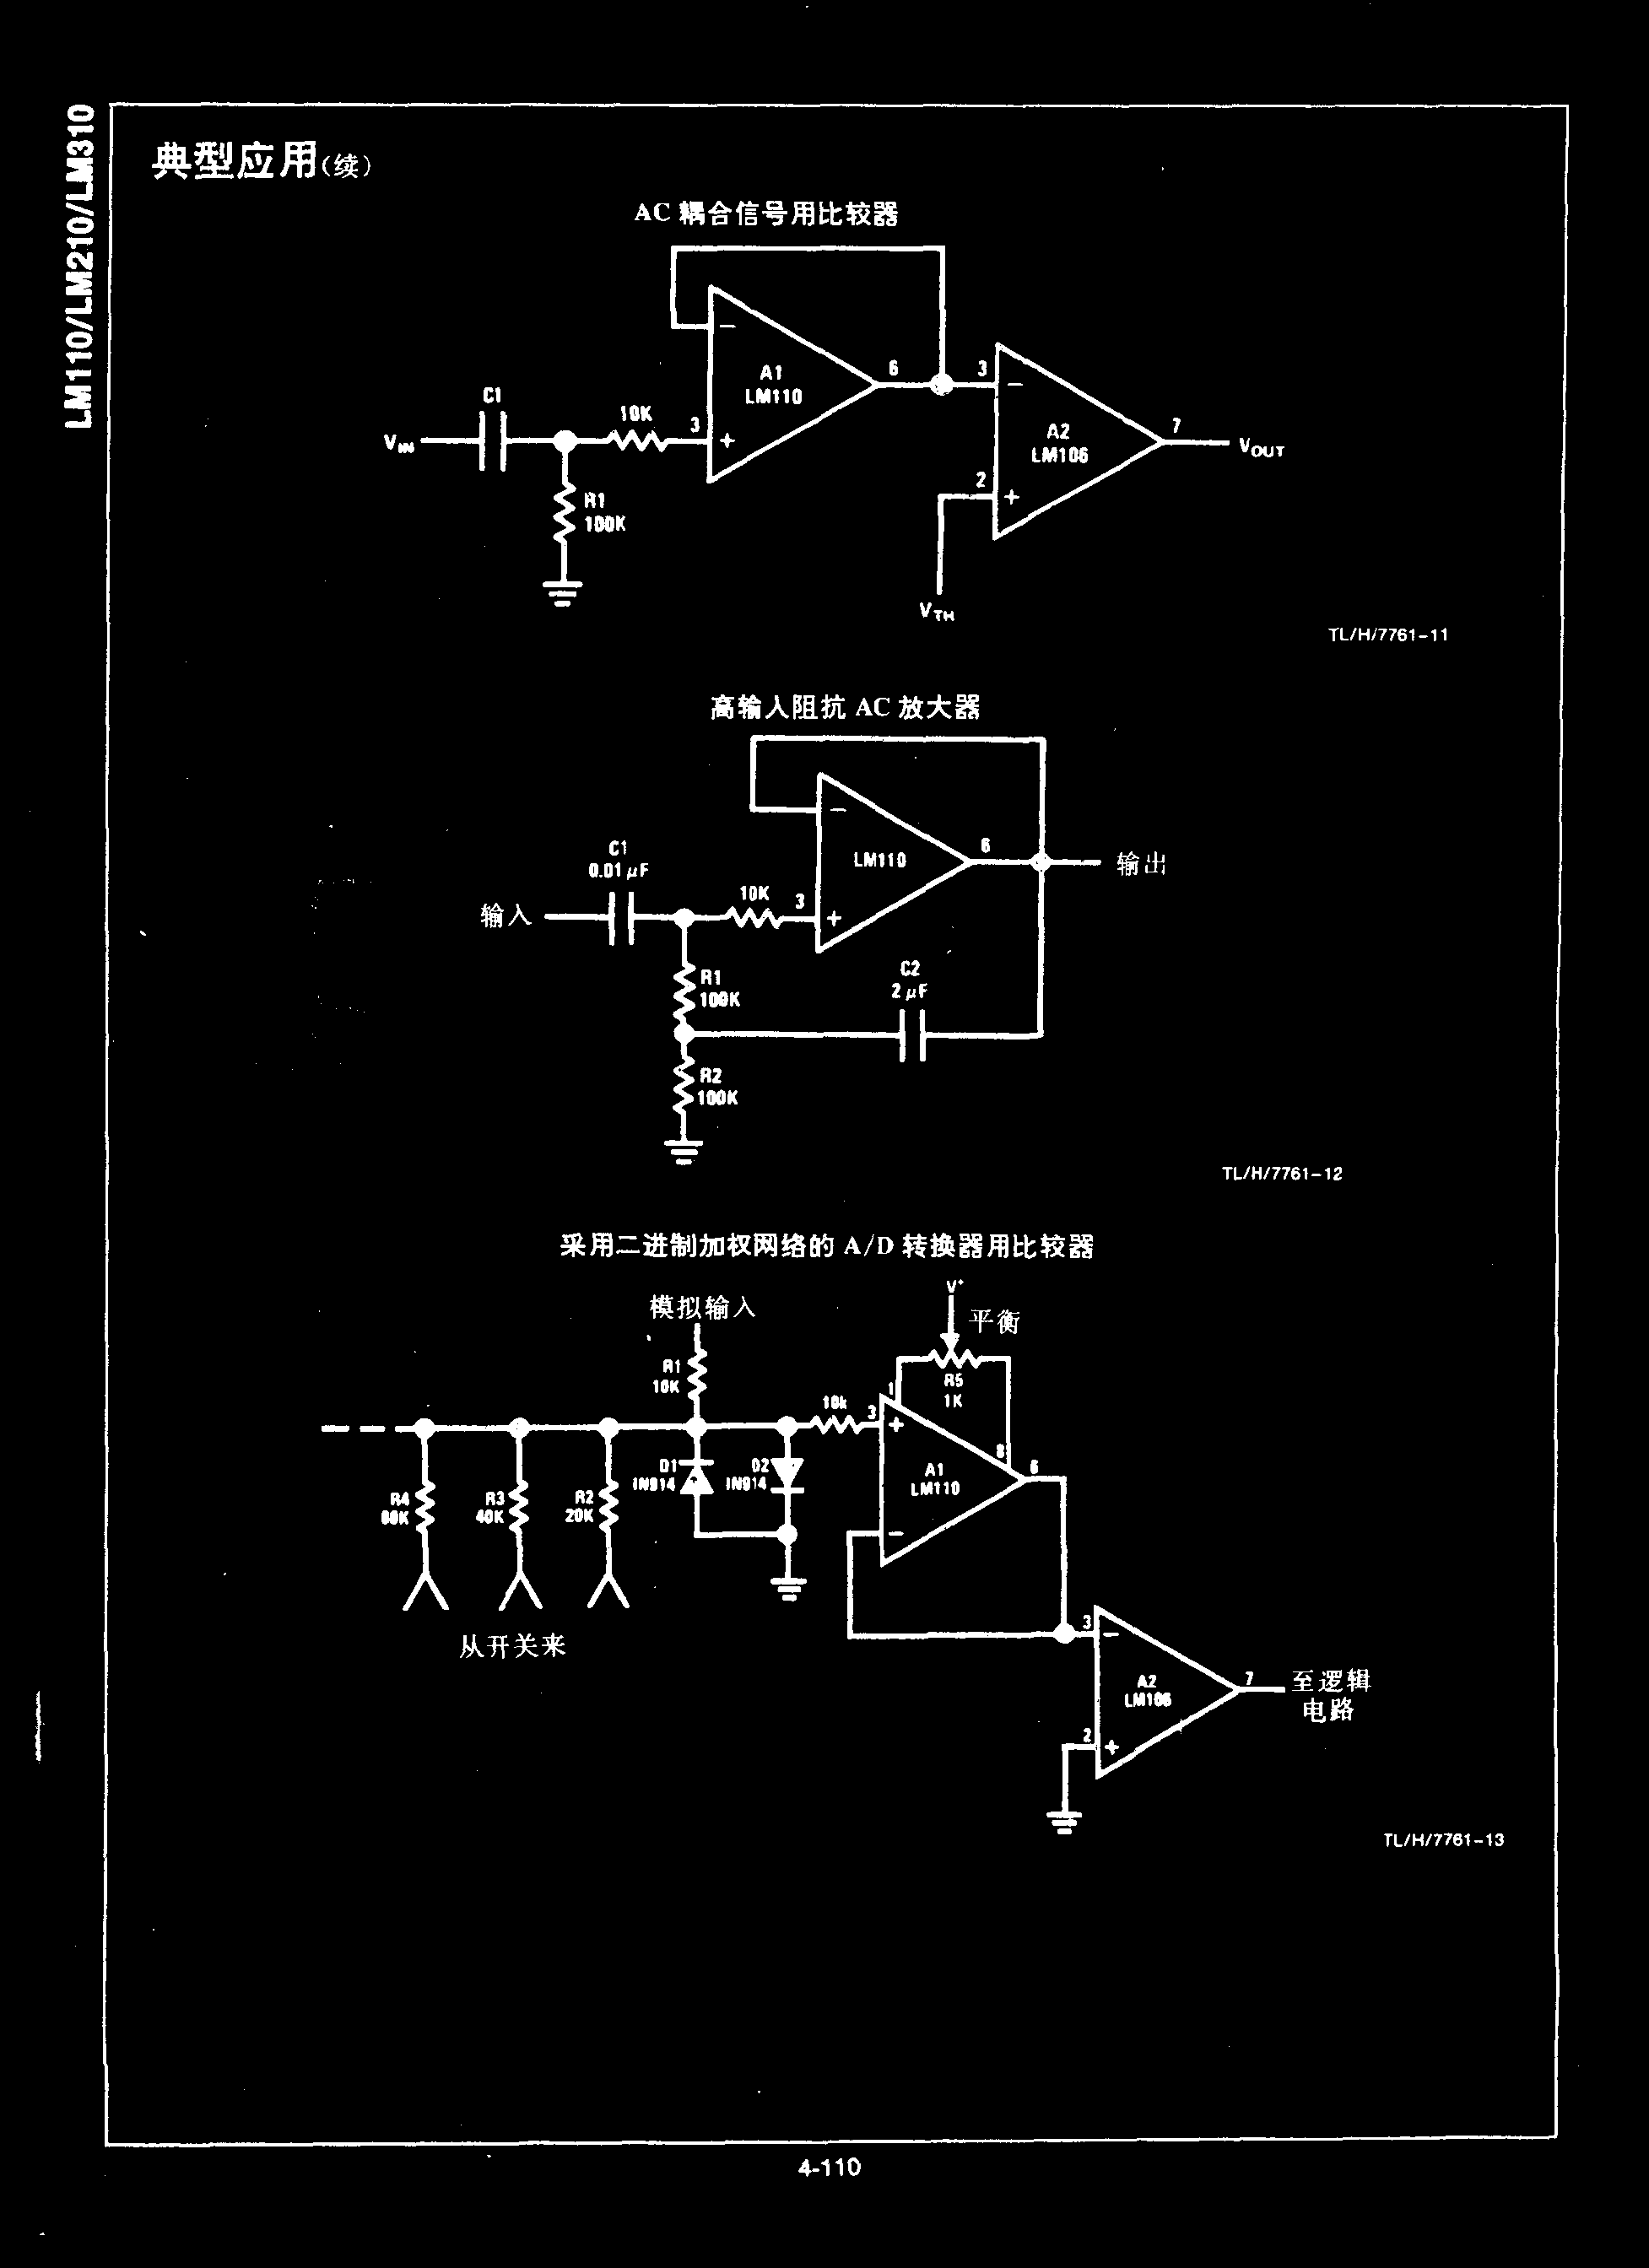 LM110/LM210/LM310
典型应用(续)
AC 耦合信号用比较器
A1
LM110
6
3
C1
10K
3
VIN
R1
100K
A2
LM106
7
VOUT
2
VTH
TL/H/7761-11
高输入阻抗 AC 放大器
LM110
6
输出
C1
0.01 μF
10K
3
输入
R1
100K
C2
2 μF
R2
100K
TL/H/7761-12
采用二进制加权网络的 A/D 转换器用比较器
模拟输入
V+
平衡
R1
10K
R5
1K
1
10k
3
8
6
A1
LM110
D1
IN914
D2
IN914
R4
80K
R3
40K
R2
20K
从开关来
3
A2
LM106
7
至逻辑
电路
2
TL/H/7761-13
4-110